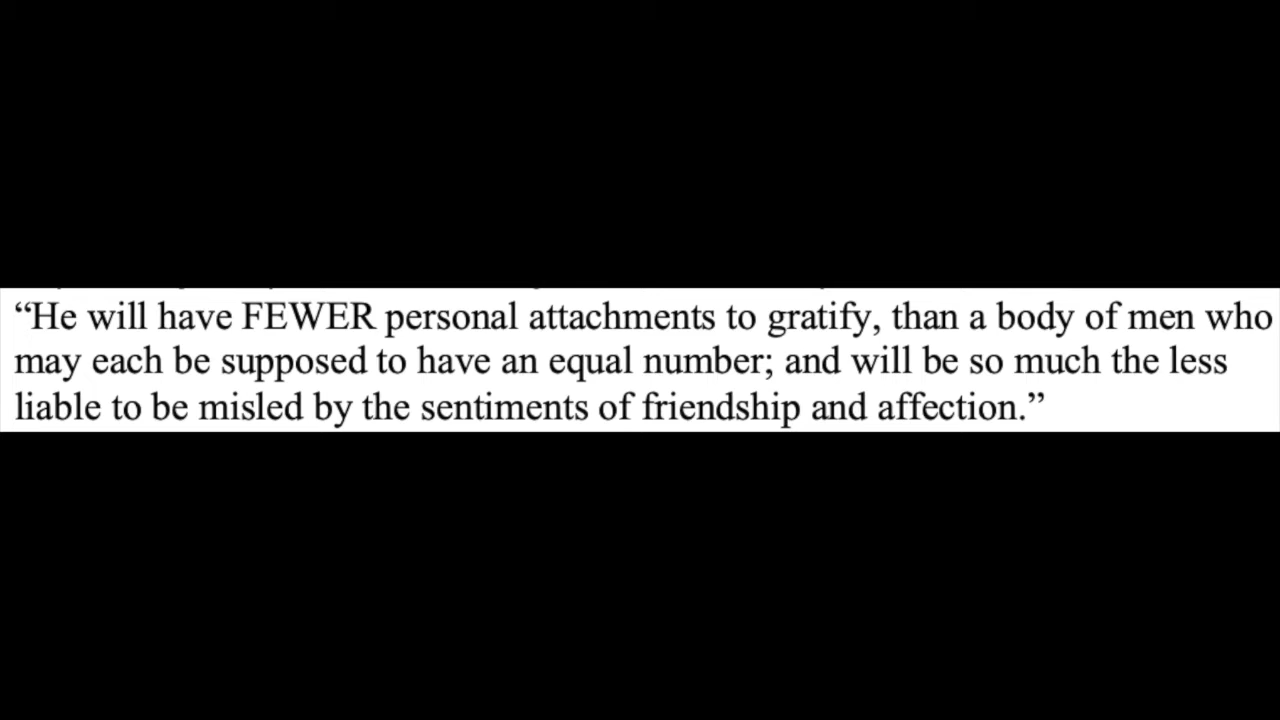 “He will have FEWER personal attachments to gratify, than a body of men who
may each be supposed to have an equal number; and will be so much the less
liable to be misled by the sentiments of friendship and affection.”